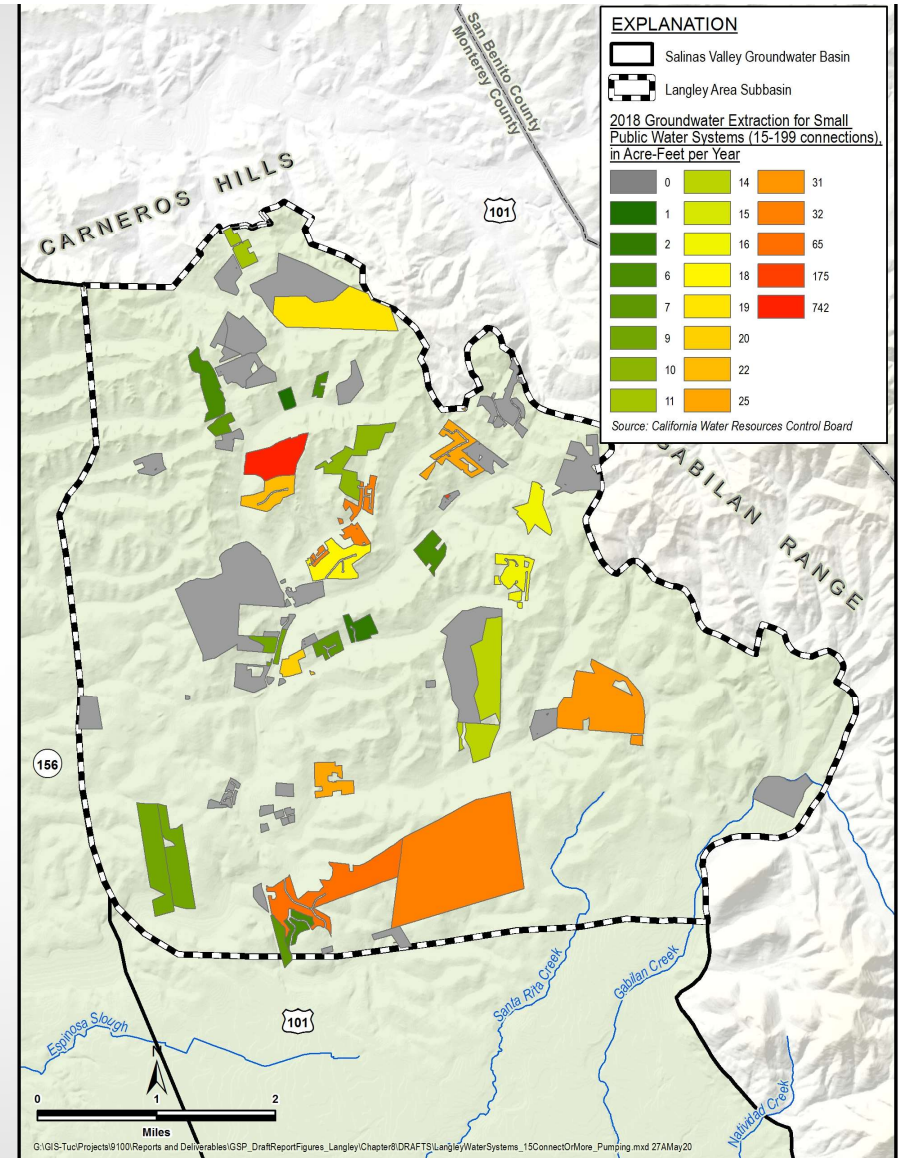 EXPLANATION
Salinas Valley Groundwater Basin
Langley Area Subbasin
2018 Groundwater Extraction for Small
Public Water Systems (15-199 connections),
in Acre-Feet per Year
0 14 31
1 15 32
2 16 65
6 18 175
7 19 742
9 20
10 22
11 25
Source: California Water Resources Control Board
San Benito County
Monterey County
CARNEROS HILLS
101
GABILAN RANGE
156
Santa Rita Creek
Gabilan Creek
101
Espinosa Slough
Natividad Creek
N
0 1 2
Miles
G:\GIS-Tuc\Projects\9100\Reports and Deliverables\GSP_DraftReportFigures_Langley\Chapter8\DRAFTS\LangleyWaterSystems_15ConnectOrMore_Pumping.mxd 27AMay20